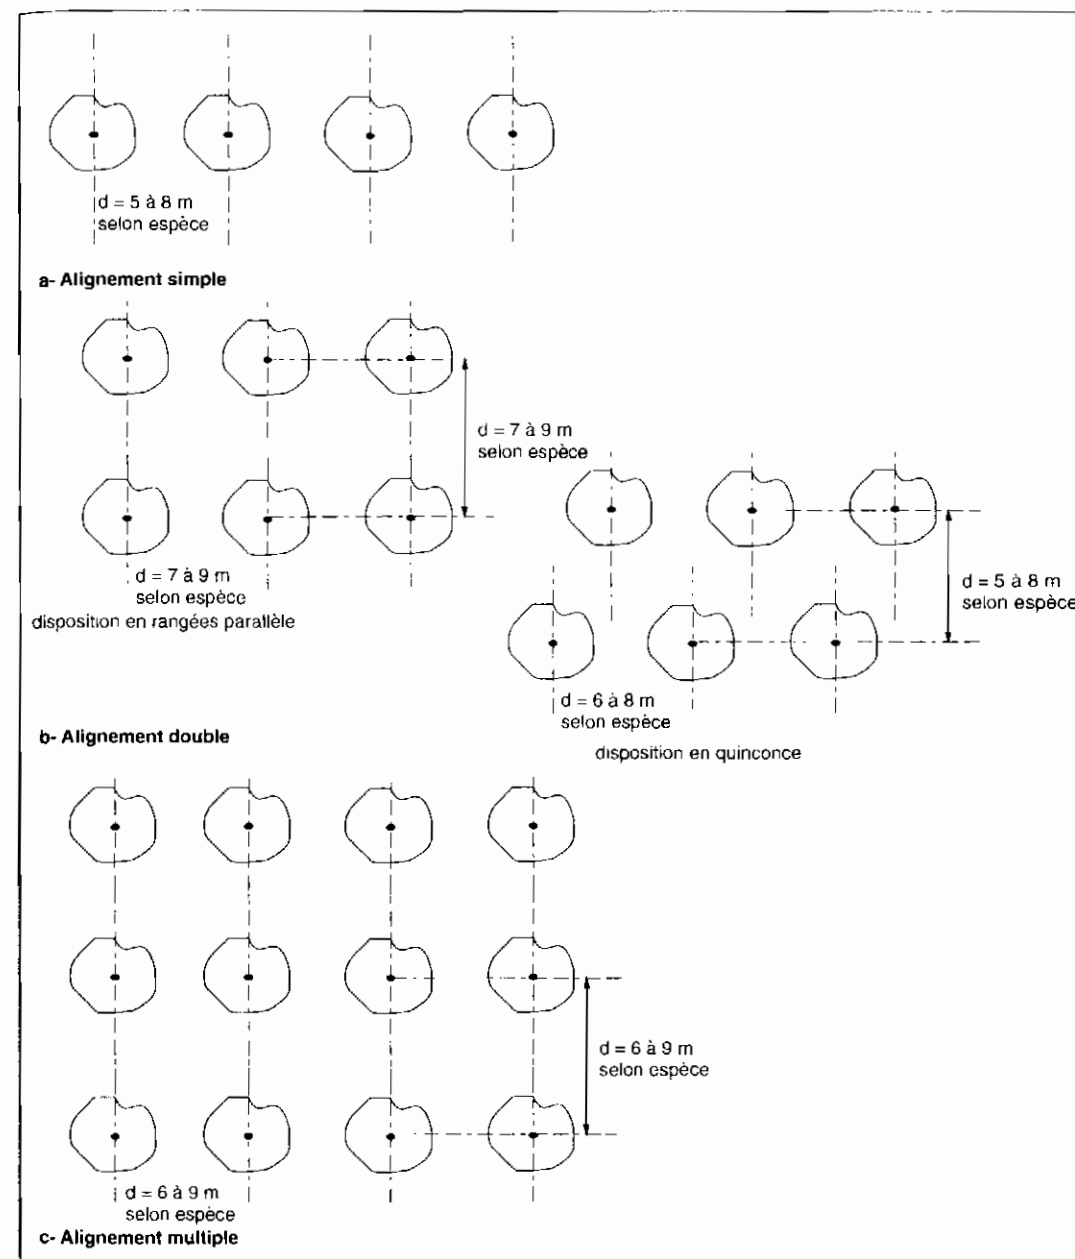 d = 5 à 8 m
selon espèce
a- Alignement simple
d = 7 à 9 m
selon espèce
d = 7 à 9 m
selon espèce
disposition en rangées parallèle
d = 5 à 8 m
selon espèce
d = 6 à 8 m
selon espèce
disposition en quinconce
b- Alignement double
d = 6 à 9 m
selon espèce
d = 6 à 9 m
selon espèce
c- Alignement multiple